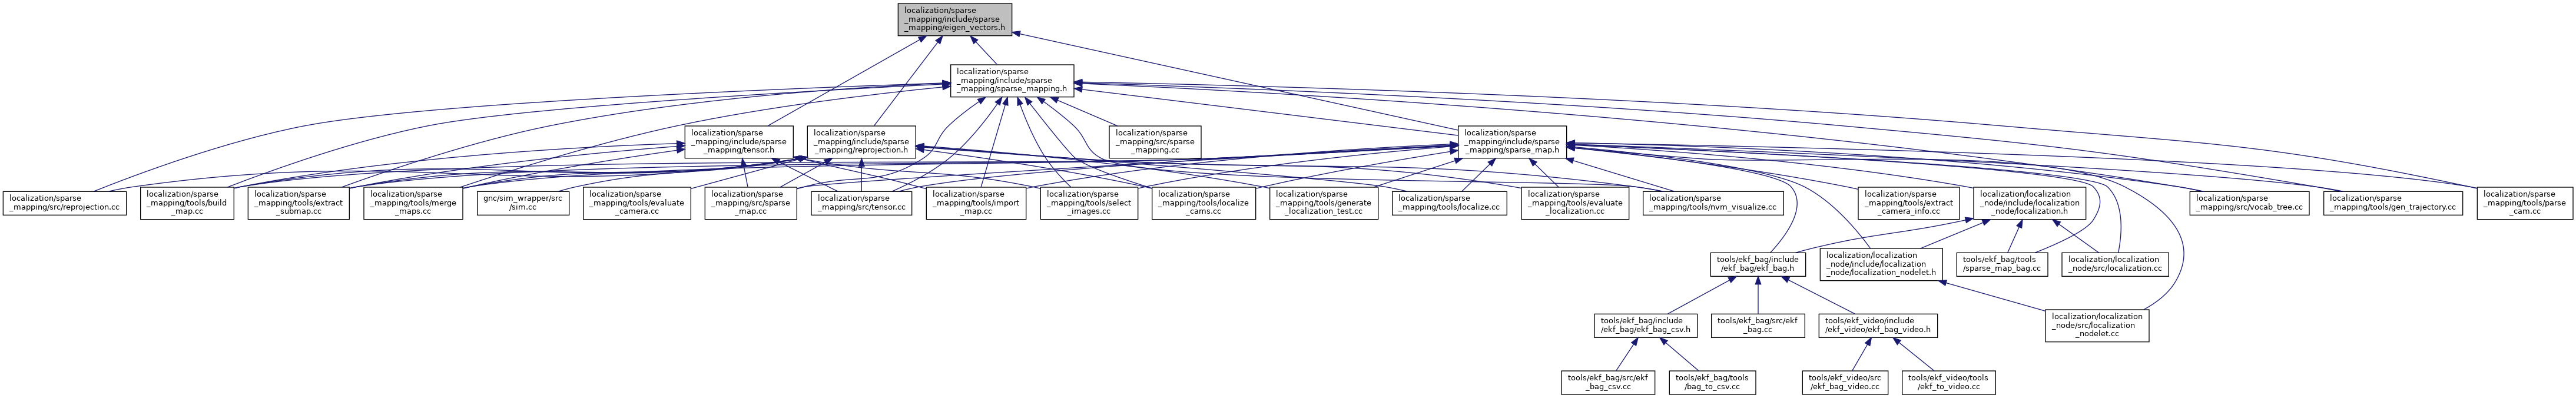 localization/sparse
_mapping/include/sparse
_mapping/eigen_vectors.h
localization/sparse
_mapping/include/sparse
_mapping/sparse_mapping.h
localization/sparse
_mapping/include/sparse
_mapping/tensor.h
localization/sparse
_mapping/include/sparse
_mapping/reprojection.h
localization/sparse
_mapping/src/sparse
_mapping.cc
localization/sparse
_mapping/include/sparse
_mapping/sparse_map.h
localization/sparse
_mapping/src/reprojection.cc
localization/sparse
_mapping/tools/build
_map.cc
localization/sparse
_mapping/tools/extract
_submap.cc
localization/sparse
_mapping/tools/merge
_maps.cc
gnc/sim_wrapper/src
/sim.cc
localization/sparse
_mapping/tools/evaluate
_camera.cc
localization/sparse
_mapping/src/sparse
_map.cc
localization/sparse
_mapping/src/tensor.cc
localization/sparse
_mapping/tools/import
_map.cc
localization/sparse
_mapping/tools/select
_images.cc
localization/sparse
_mapping/tools/localize
_cams.cc
localization/sparse
_mapping/tools/generate
_localization_test.cc
localization/sparse
_mapping/tools/localize.cc
localization/sparse
_mapping/tools/evaluate
_localization.cc
localization/sparse
_mapping/tools/nvm_visualize.cc
localization/sparse
_mapping/tools/extract
_camera_info.cc
localization/localization
_node/include/localization
_node/localization.h
localization/sparse
_mapping/src/vocab_tree.cc
localization/sparse
_mapping/tools/gen_trajectory.cc
localization/sparse
_mapping/tools/parse
_cam.cc
tools/ekf_bag/include
/ekf_bag/ekf_bag.h
localization/localization
_node/include/localization
_node/localization_nodelet.h
tools/ekf_bag/tools
/sparse_map_bag.cc
localization/localization
_node/src/localization.cc
tools/ekf_bag/include
/ekf_bag/ekf_bag_csv.h
tools/ekf_bag/src/ekf
_bag.cc
tools/ekf_video/include
/ekf_video/ekf_bag_video.h
localization/localization
_node/src/localization
_nodelet.cc
tools/ekf_bag/src/ekf
_bag_csv.cc
tools/ekf_bag/tools
/bag_to_csv.cc
tools/ekf_video/src
/ekf_bag_video.cc
tools/ekf_video/tools
/ekf_to_video.cc